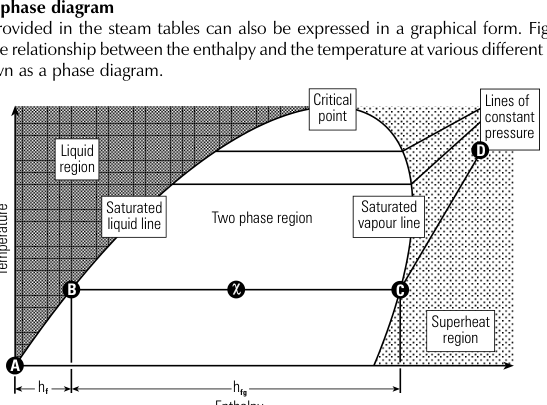 phase diagram
rovided in the steam tables can also be expressed in a graphical form. Fig
e relationship between the enthalpy and the temperature at various different
wn as a phase diagram.
Critical
point
Lines of
constant
pressure
D
Liquid
region
Saturated
liquid line
Two phase region
Saturated
vapour line
Temperature
B
χ
C
Superheat
region
A
hf
hfg
Enthalpy